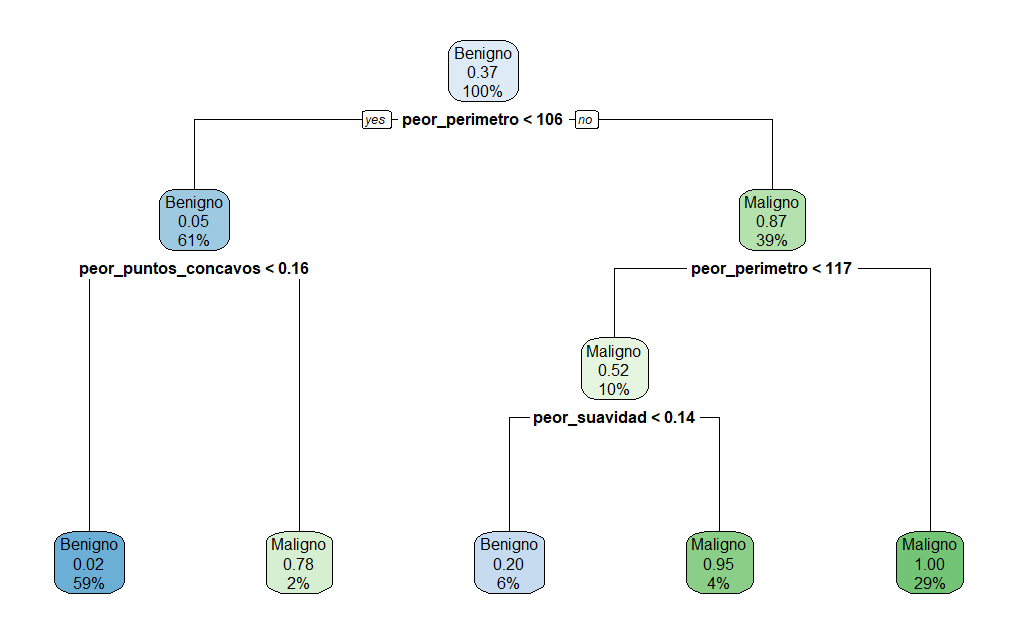 Benigno
0.37
100%
yes
peor_perimetro < 106
no
Benigno
0.05
61%
Maligno
0.87
39%
peor_puntos_concavos < 0.16
peor_perimetro < 117
Maligno
0.52
10%
peor_suavidad < 0.14
Benigno
0.02
59%
Maligno
0.78
2%
Benigno
0.20
6%
Maligno
0.95
4%
Maligno
1.00
29%